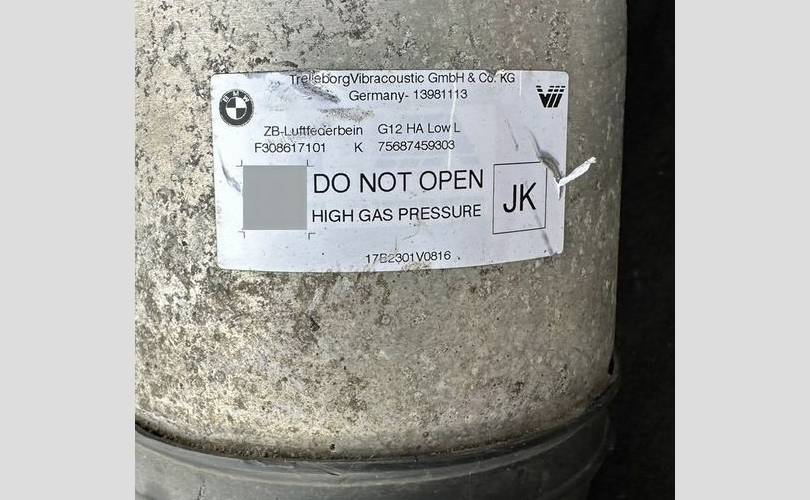 TrelleborgVibracoustic GmbH & Co. KG
Germany- 13981113
BMW
ZB-Luftfederbein G12 HA Low L
F308617101 K 75687459303
DO NOT OPEN
HIGH GAS PRESSURE
JK
17B2301V0816